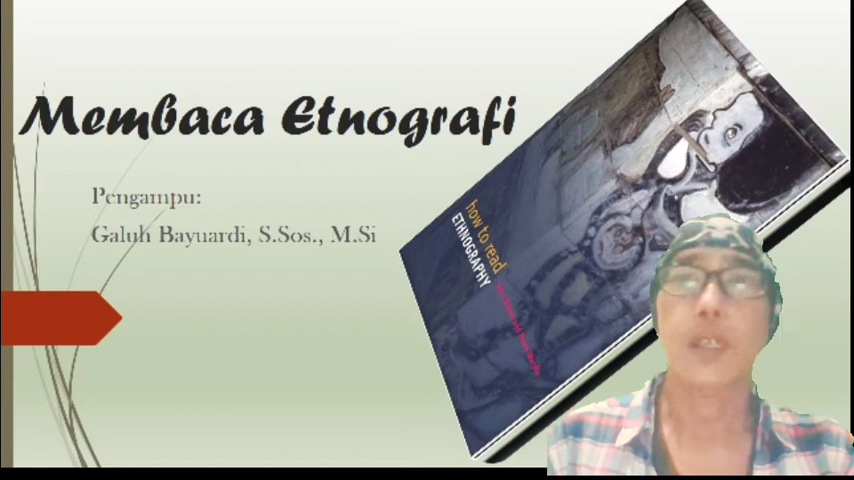 Membaca Etnografi
Pengampu:
Galuh Bayuardi, S.Sos., M.Si
how to read
ETHNOGRAPHY